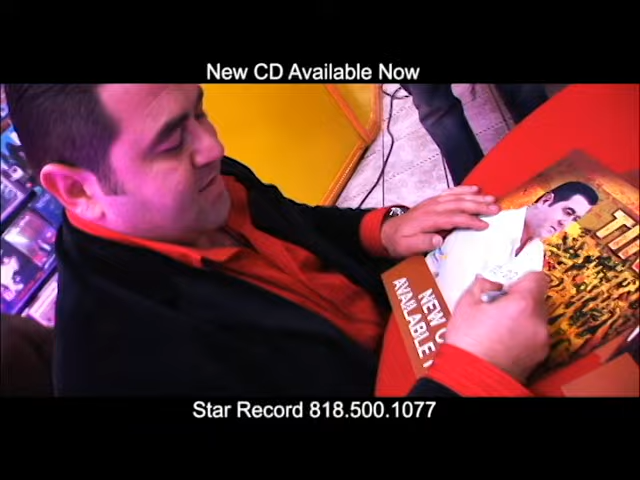 New CD Available Now
NEW C
AVAILABLE
Star Record 818.500.1077